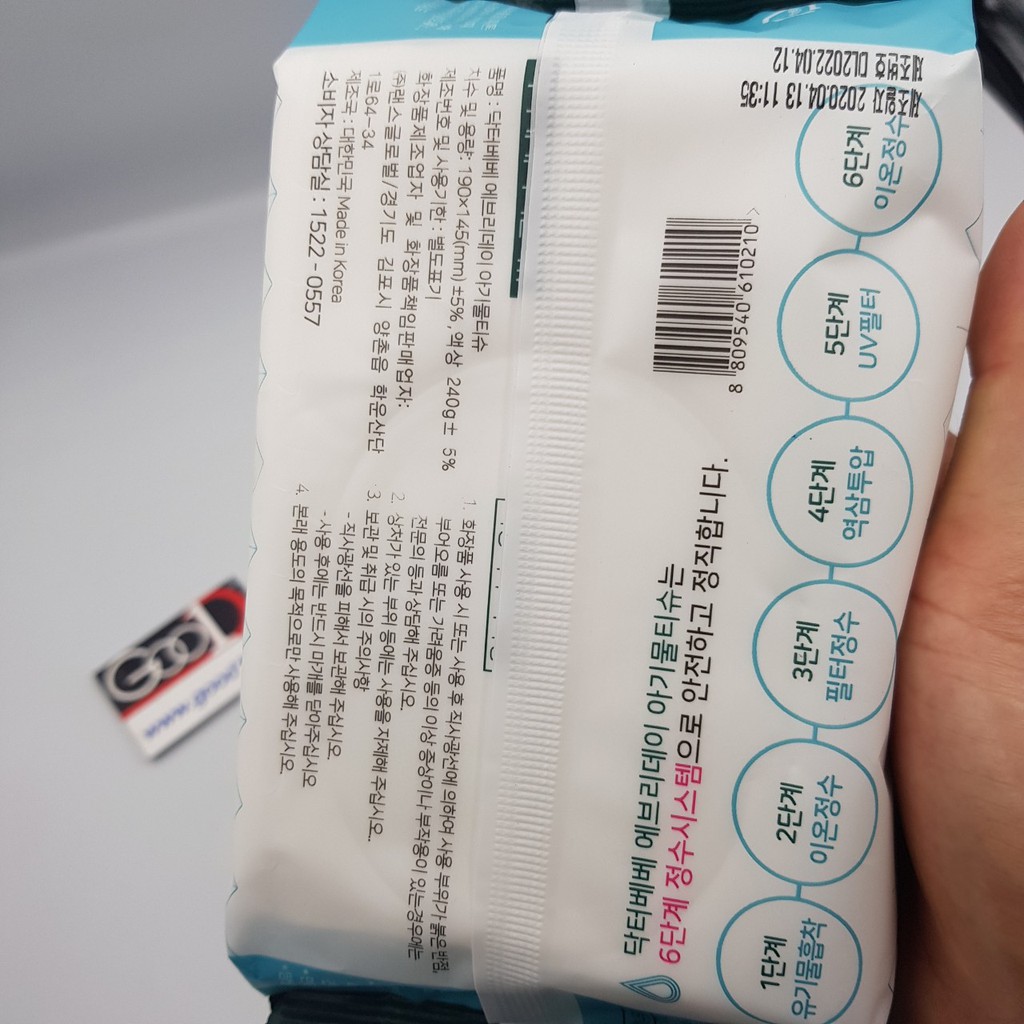 품명 : 닥터베베 에브리데이 아기물티슈
치수 및 용량: 190×145(mm) ±5%, 액상 240g± 5%
제조번호 및 사용기한 : 별도표기
화장품제조업자 및 화장품책임판매업자:
㈜랜스글로벌/경기도 김포시 양촌읍 학운산단
1로64-34
제조국 : 대한민국 Made in Korea
소비자 상담실 : 1522 - 0557
1. 화장품 사용 시 또는 사용 후 직사광선에 의하여 사용 부위가 붉은 반점,
부어오름 또는 가려움증 등의 이상 증상이나 부작용이 있는 경우에는
전문의 등과 상담해 주십시오.
2. 상처가 있는 부위 등에는 사용을 자제해 주십시오.
3. 보관 및 취급 시의 주의사항
- 직사광선을 피해서 보관해 주십시오.
- 사용 후에는 반드시 마개를 닫아주십시오
4. 본래 용도의 목적으로만 사용해 주십시오.
닥터베베 에브리데이 아기물티슈는
6단계 정수시스템으로 안전하고 정직합니다.
8 809540 610210 >
1단계
유기물흡착
2단계
이온정수
3단계
필터정수
4단계
역삼투압
5단계
UV필터
6단계
이온정수
제조번호 DL2022.04.12
제조일자 2020.04.13 11:35
GOOD